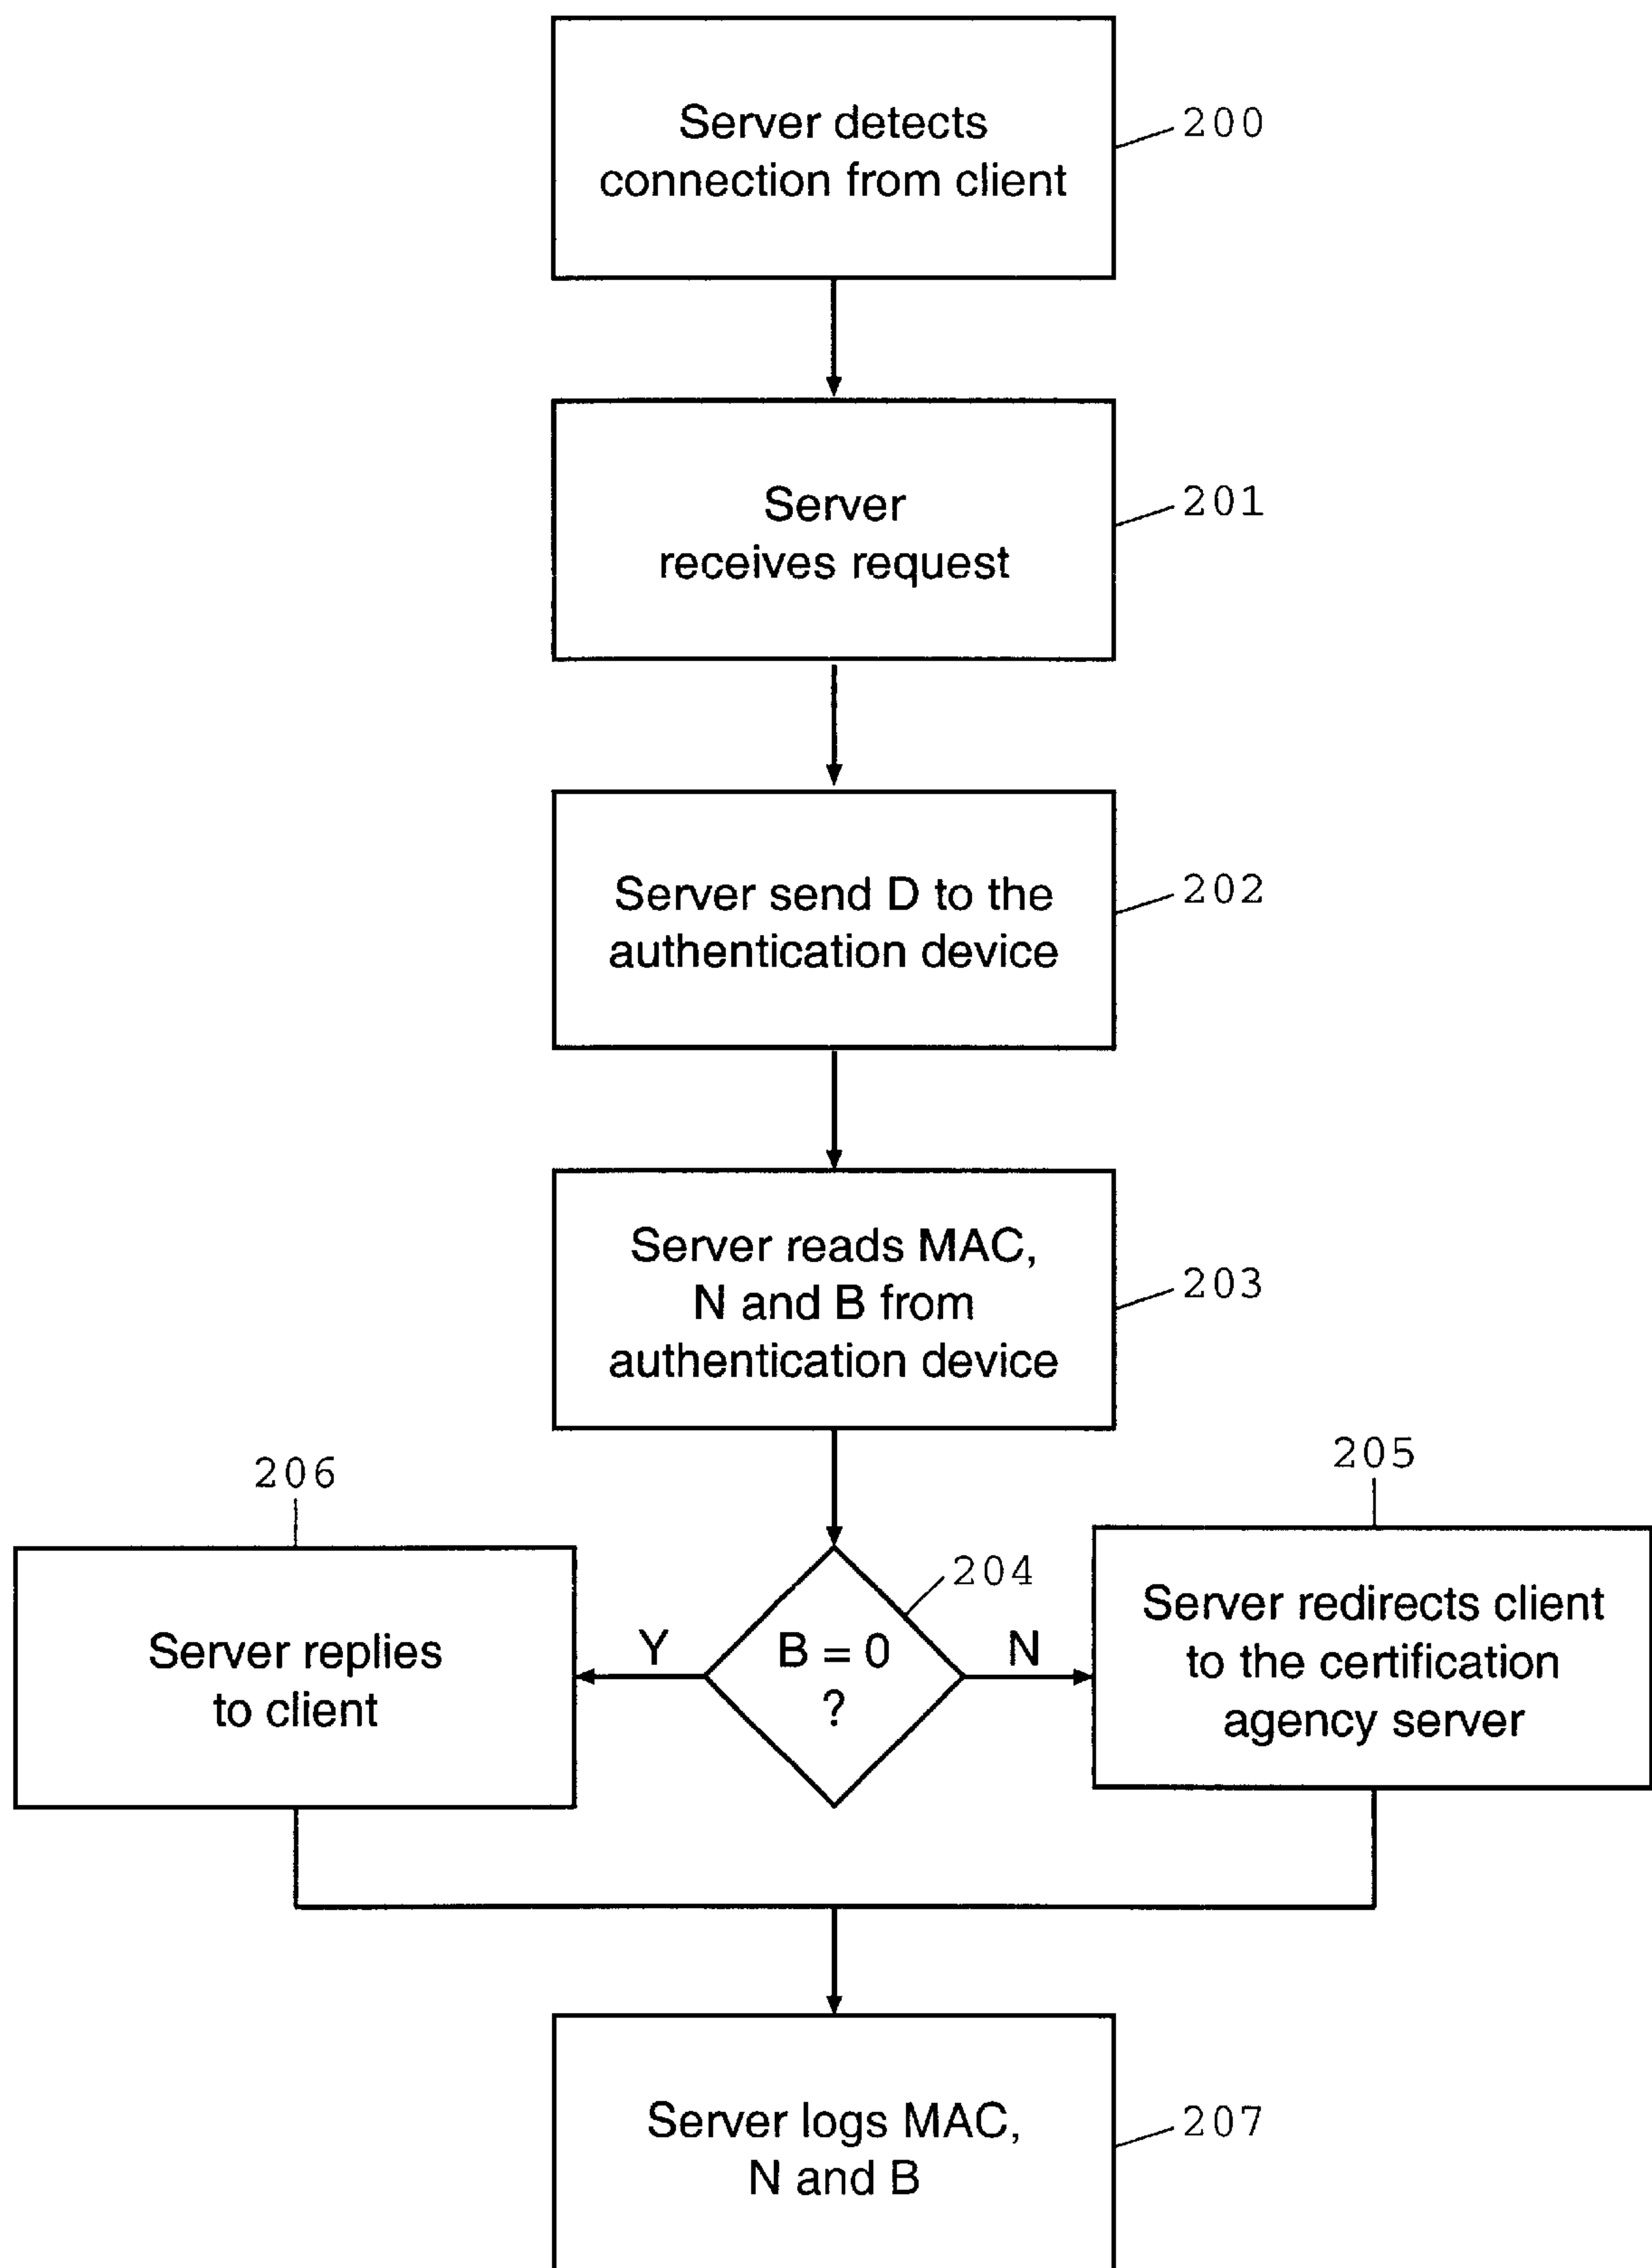 Server detects
connection from client
200
Server
receives request
201
Server send D to the
authentication device
202
Server reads MAC,
N and B from
authentication device
203
206
205
204
Server replies
to client
Y
B = 0
?
N
Server redirects client
to the certification
agency server
Server logs MAC,
N and B
207